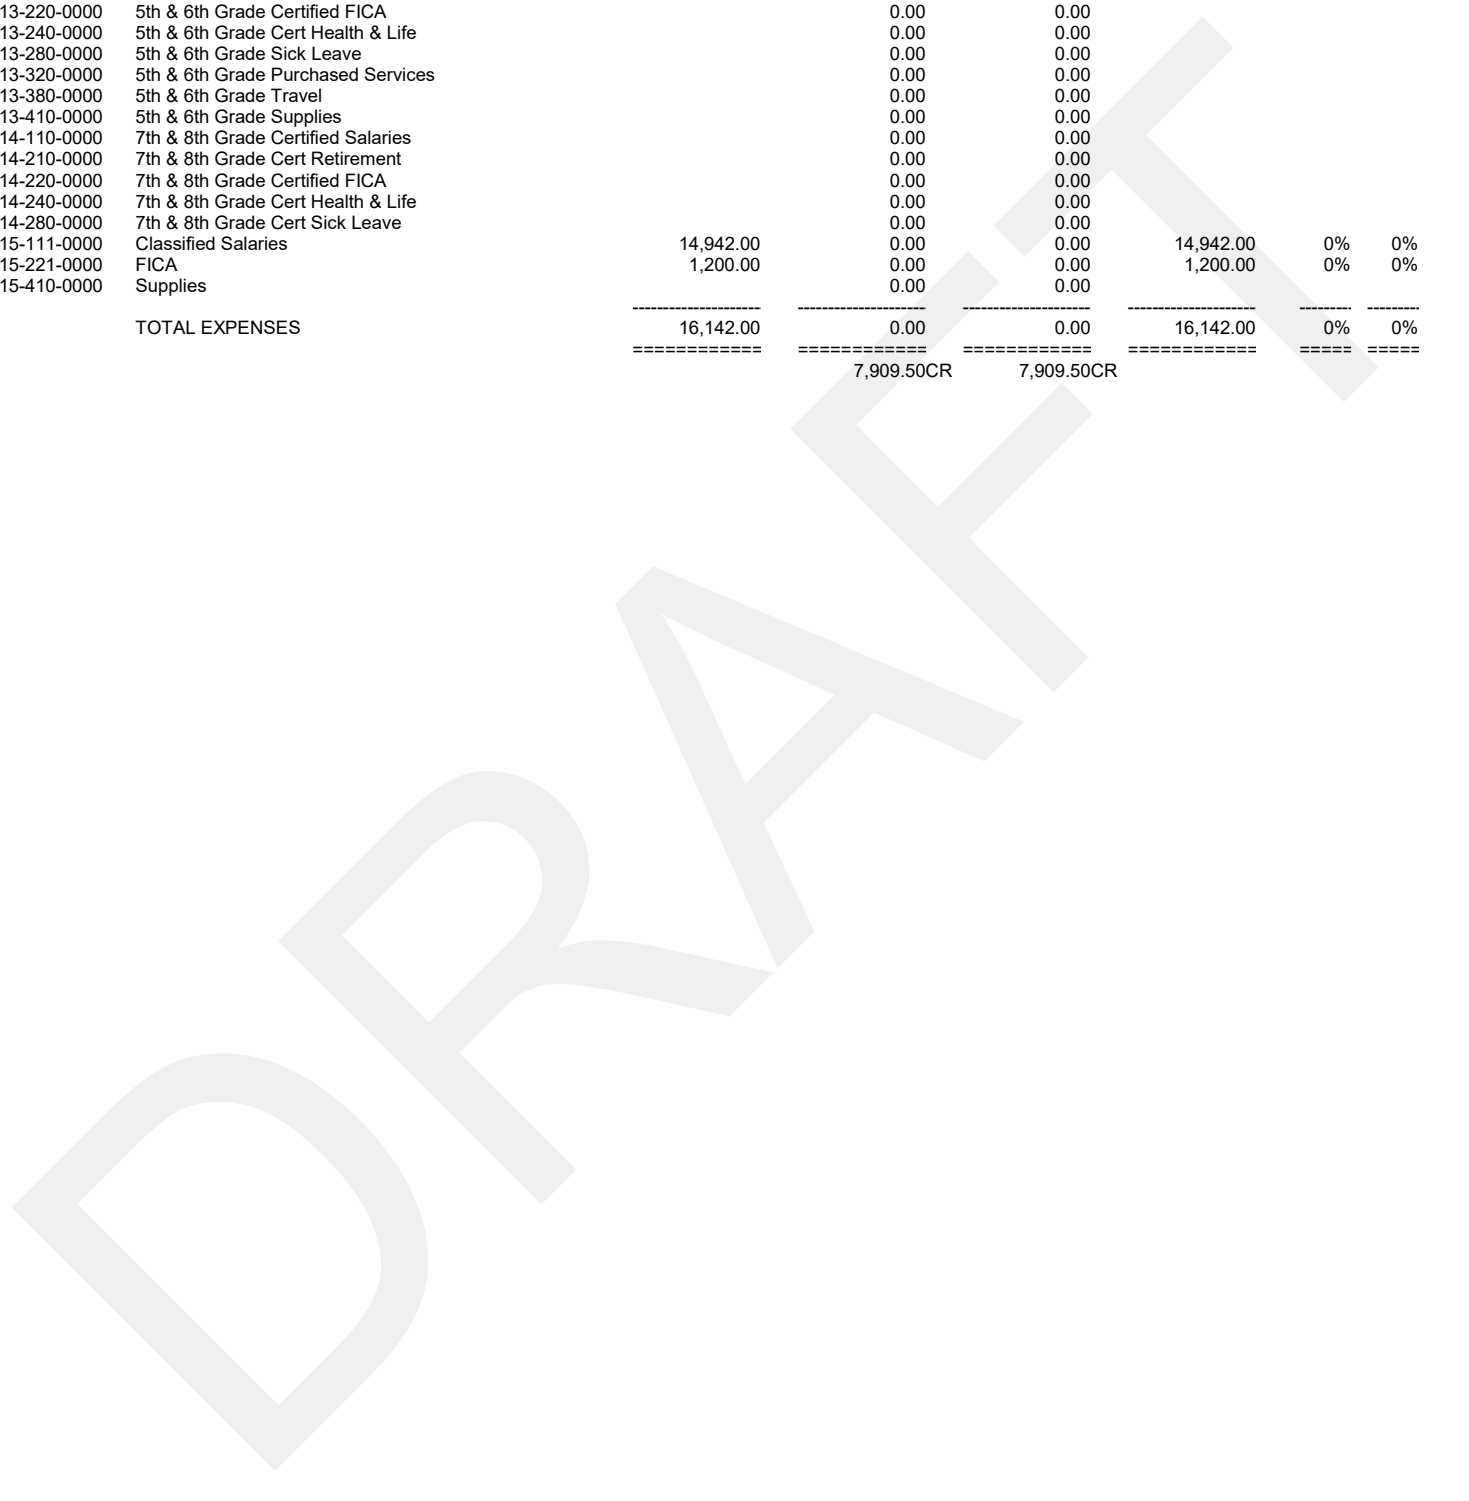 13-220-0000 5th & 6th Grade Certified FICA 0.00 0.00
13-240-0000 5th & 6th Grade Cert Health & Life 0.00 0.00
13-280-0000 5th & 6th Grade Sick Leave 0.00 0.00
13-320-0000 5th & 6th Grade Purchased Services 0.00 0.00
13-380-0000 5th & 6th Grade Travel 0.00 0.00
13-410-0000 5th & 6th Grade Supplies 0.00 0.00
14-110-0000 7th & 8th Grade Certified Salaries 0.00 0.00
14-210-0000 7th & 8th Grade Cert Retirement 0.00 0.00
14-220-0000 7th & 8th Grade Certified FICA 0.00 0.00
14-240-0000 7th & 8th Grade Cert Health & Life 0.00 0.00
14-280-0000 7th & 8th Grade Cert Sick Leave 0.00 0.00
15-111-0000 Classified Salaries 14,942.00 0.00 0.00 14,942.00 0% 0%
15-221-0000 FICA 1,200.00 0.00 0.00 1,200.00 0% 0%
15-410-0000 Supplies 0.00 0.00
--------------------- --------------------- --------------------- --------------------- --------- ---------
TOTAL EXPENSES 16,142.00 0.00 0.00 16,142.00 0% 0%
============ ============ ============ ============ ===== =====
7,909.50CR 7,909.50CR
DRAFT